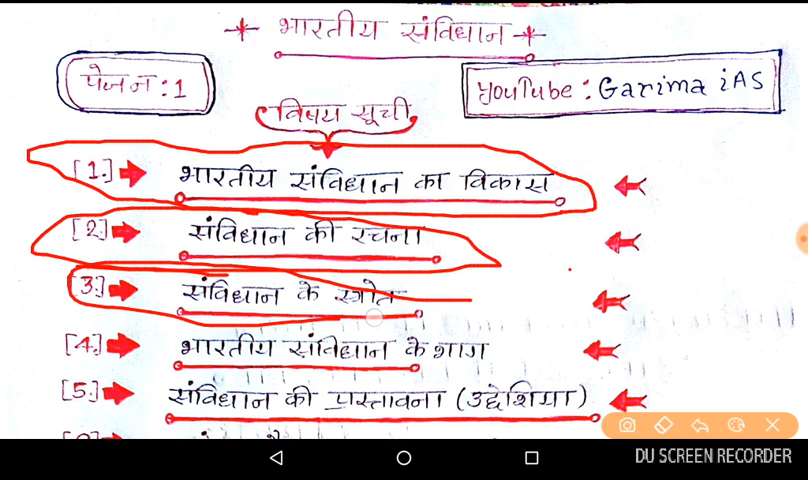 भारतीय संविधान
पेज न : 1
YouTube : Garima iAS
विषय सूची
[1.] भारतीय संविधान का विकास
[2] संविधान की रचना
[3.] संविधान के स्त्रोत
[4.] भारतीय संविधान के भाग
[5.] संविधान की प्रस्तावना (उद्देशिका)
DU SCREEN RECORDER